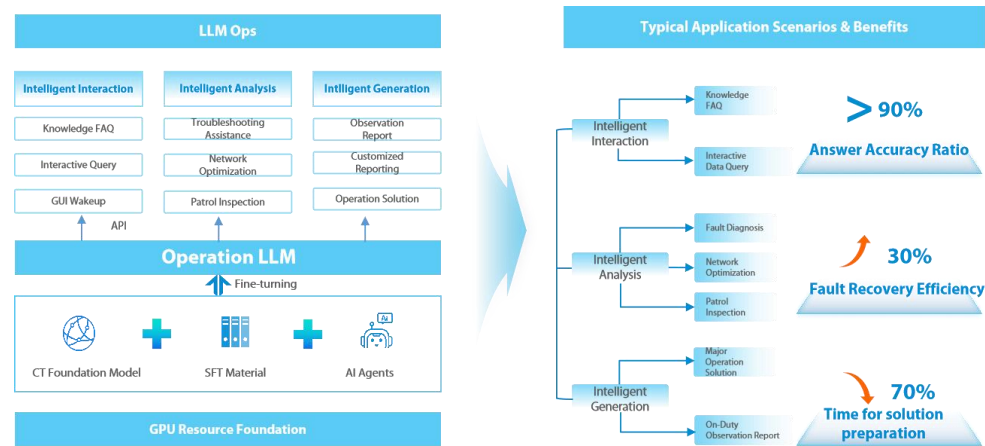 LLM Ops
Intelligent Interaction
Knowledge FAQ
Interactive Query
GUI Wakeup
Intelligent Analysis
Troubleshooting
Assistance
Network
Optimization
Patrol Inspection
Intlligent Generation
Observation
Report
Customized
Reporting
Operation Solution
API
Operation LLM
Fine-turning
CT Foundation Model
SFT Material
Ai
AI Agents
GPU Resource Foundation
Typical Application Scenarios & Benefits
Intelligent
Interaction
Knowledge
FAQ
Interactive
Data Query
> 90%
Answer Accuracy Ratio
Intelligent
Analysis
Fault Diagnosis
Network
Optimization
Patrol
Inspection
30%
Fault Recovery Efficiency
Intelligent
Generation
Major
Operation
Solution
On-Duty
Observation Report
70%
Time for solution
preparation